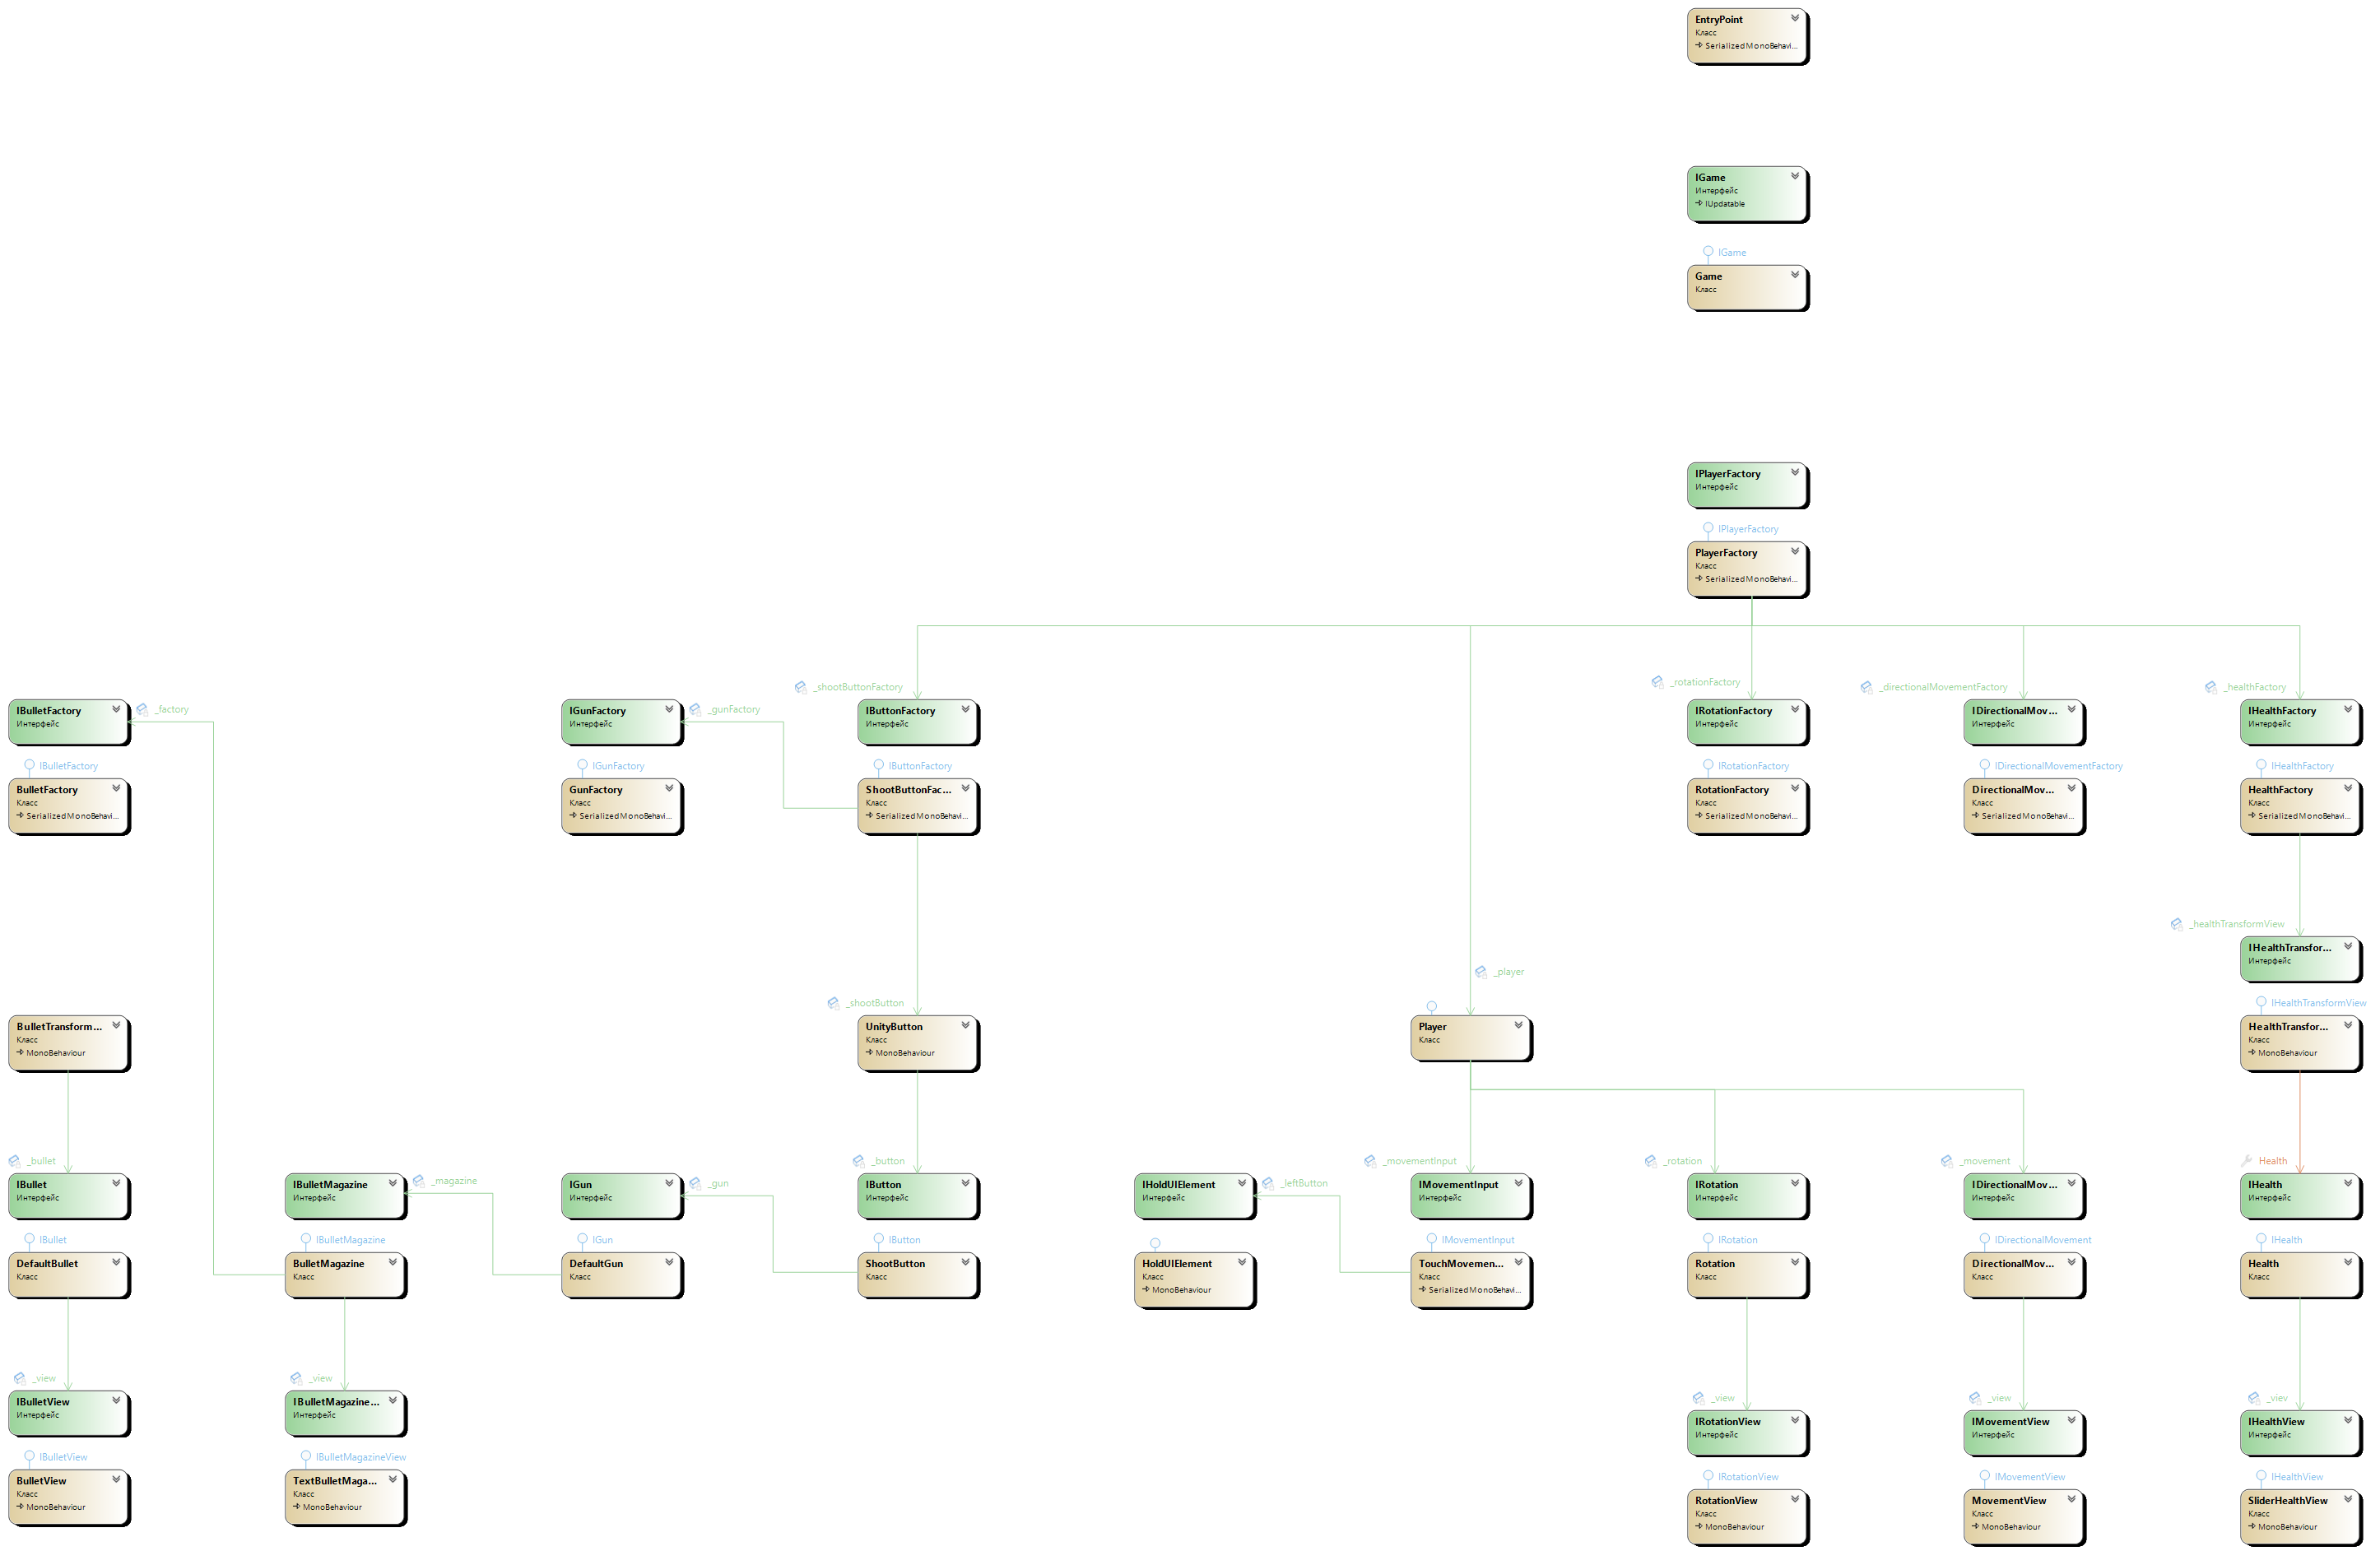 EntryPoint
Класс
SerializedMonoBehavi...
IGame
Интерфейс
IUpdatable
IGame
Game
Класс
IPlayerFactory
Интерфейс
IPlayerFactory
PlayerFactory
Класс
SerializedMonoBehavi...
_shootButtonFactory
_rotationFactory
_directionalMovementFactory
_healthFactory
IBulletFactory
Интерфейс
_factory
IGunFactory
Интерфейс
_gunFactory
IButtonFactory
Интерфейс
IRotationFactory
Интерфейс
IDirectionalMov...
Интерфейс
IHealthFactory
Интерфейс
IBulletFactory
BulletFactory
Класс
SerializedMonoBehavi...
IGunFactory
GunFactory
Класс
SerializedMonoBehavi...
IButtonFactory
ShootButtonFac...
Класс
SerializedMonoBehavi...
IRotationFactory
RotationFactory
Класс
SerializedMonoBehavi...
IDirectionalMovementFactory
DirectionalMov...
Класс
SerializedMonoBehavi...
IHealthFactory
HealthFactory
Класс
SerializedMonoBehavi...
_healthTransformView
IHealthTransfor...
Интерфейс
_player
_shootButton
IHealthTransformView
BulletTransform...
Класс
MonoBehaviour
UnityButton
Класс
MonoBehaviour
Player
Класс
HealthTransfor...
Класс
MonoBehaviour
_bullet
_button
_movementInput
_rotation
_movement
Health
IBullet
Интерфейс
IBulletMagazine
Интерфейс
_magazine
IGun
Интерфейс
_gun
IButton
Интерфейс
IHoldUIElement
Интерфейс
_leftButton
IMovementInput
Интерфейс
IRotation
Интерфейс
IDirectionalMov...
Интерфейс
IHealth
Интерфейс
IBullet
DefaultBullet
Класс
IBulletMagazine
BulletMagazine
Класс
IGun
DefaultGun
Класс
IButton
ShootButton
Класс
HoldUIElement
Класс
MonoBehaviour
IMovementInput
TouchMovemen...
Класс
SerializedMonoBehavi...
IRotation
Rotation
Класс
IDirectionalMovement
DirectionalMov...
Класс
IHealth
Health
Класс
_view
IBulletView
Интерфейс
_view
IBulletMagazine...
Интерфейс
_view
IRotationView
Интерфейс
_view
IMovementView
Интерфейс
_viev
IHealthView
Интерфейс
IBulletView
BulletView
Класс
MonoBehaviour
IBulletMagazineView
TextBulletMaga...
Класс
MonoBehaviour
IRotationView
RotationView
Класс
MonoBehaviour
IMovementView
MovementView
Класс
MonoBehaviour
IHealthView
SliderHealthView
Класс
MonoBehaviour